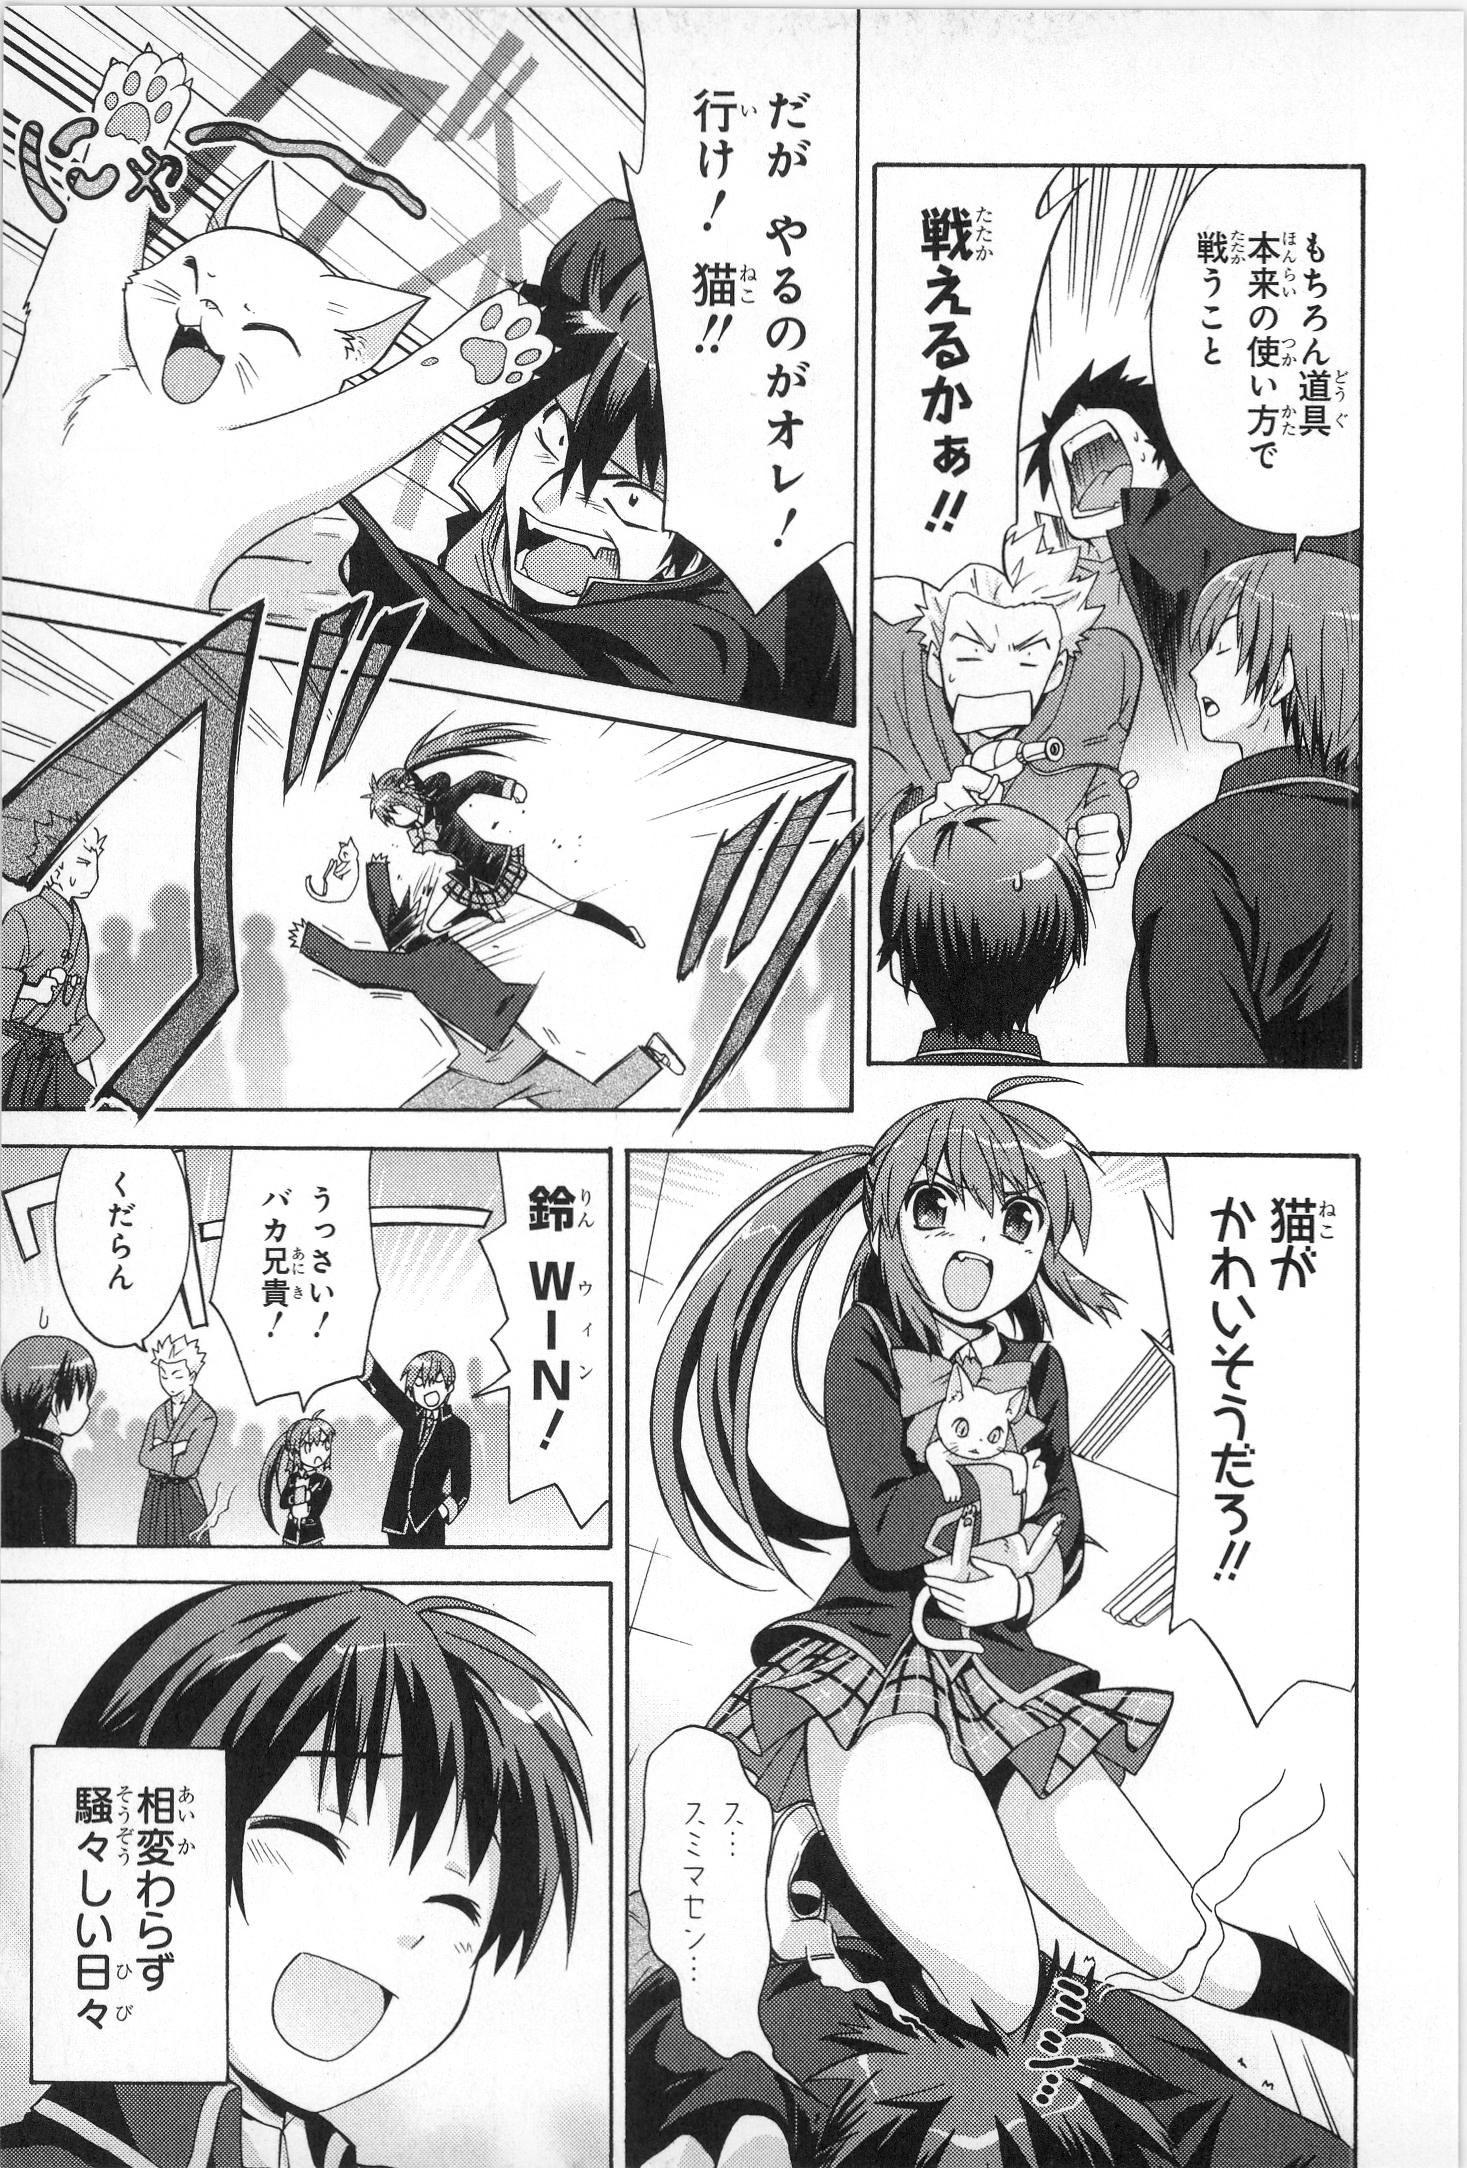 もちろん道具
本来の使い方で
戦うこと
戦えるかぁ!!
だが やるのがオレ!
行け! 猫!!
にゃー
猫が
かわいそうだろ!!
ス…
スミマセン…
鈴 WIN!
うっさい!
バカ兄貴!
くだらん
相変わらず
騒々しい日々